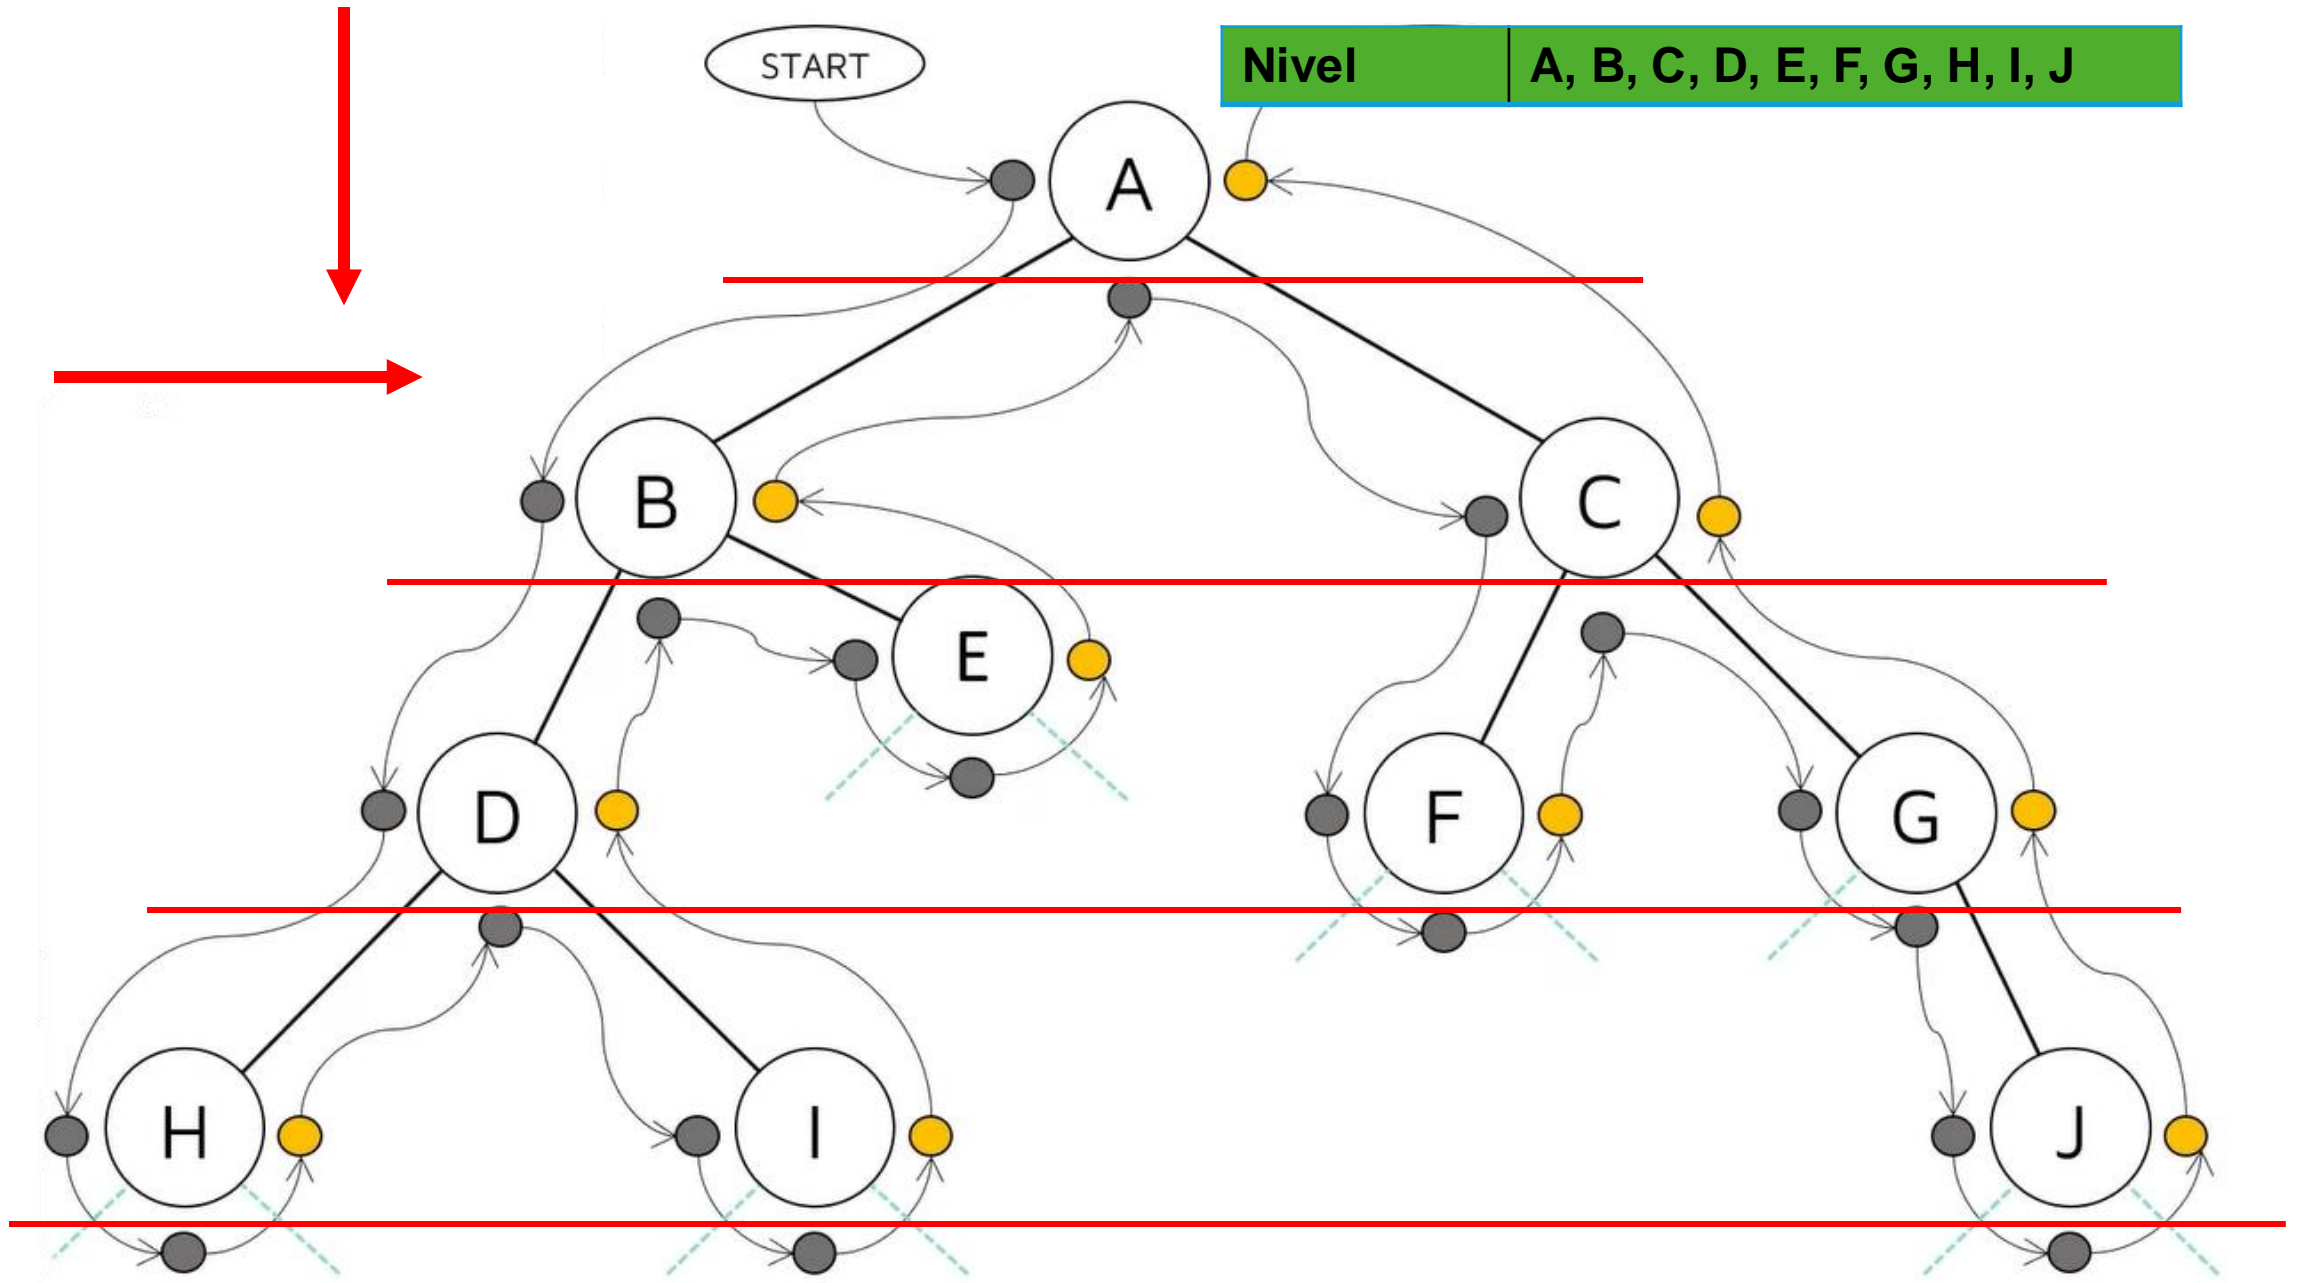 START
Nivel A, B, C, D, E, F, G, H, I, J
A
B
C
E
D
F
G
H
I
J